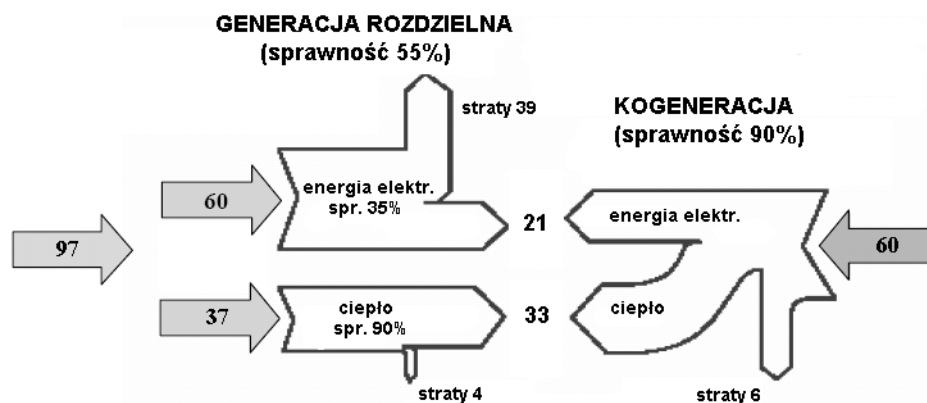 GENERACJA ROZDZIELNA
(sprawność 55%)
straty 39
KOGENERACJA
(sprawność 90%)
energia elektr.
spr. 35%
60
21
energia elektr.
97
60
37
ciepło
spr. 90%
33
ciepło
straty 4
straty 6